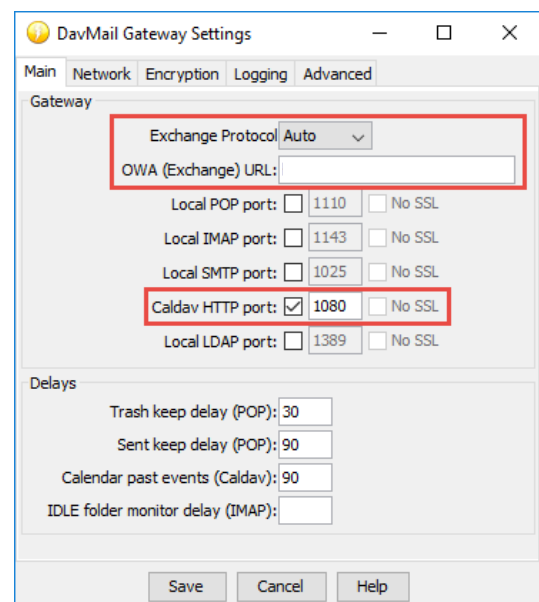 DavMail Gateway Settings
Main Network Encryption Logging Advanced
Gateway
Exchange Protocol Auto
OWA (Exchange) URL:
Local POP port: 1110 No SSL
Local IMAP port: 1143 No SSL
Local SMTP port: 1025 No SSL
Caldav HTTP port: 1080 No SSL
Local LDAP port: 1389 No SSL
Delays
Trash keep delay (POP): 30
Sent keep delay (POP): 90
Calendar past events (Caldav): 90
IDLE folder monitor delay (IMAP):
Save Cancel Help